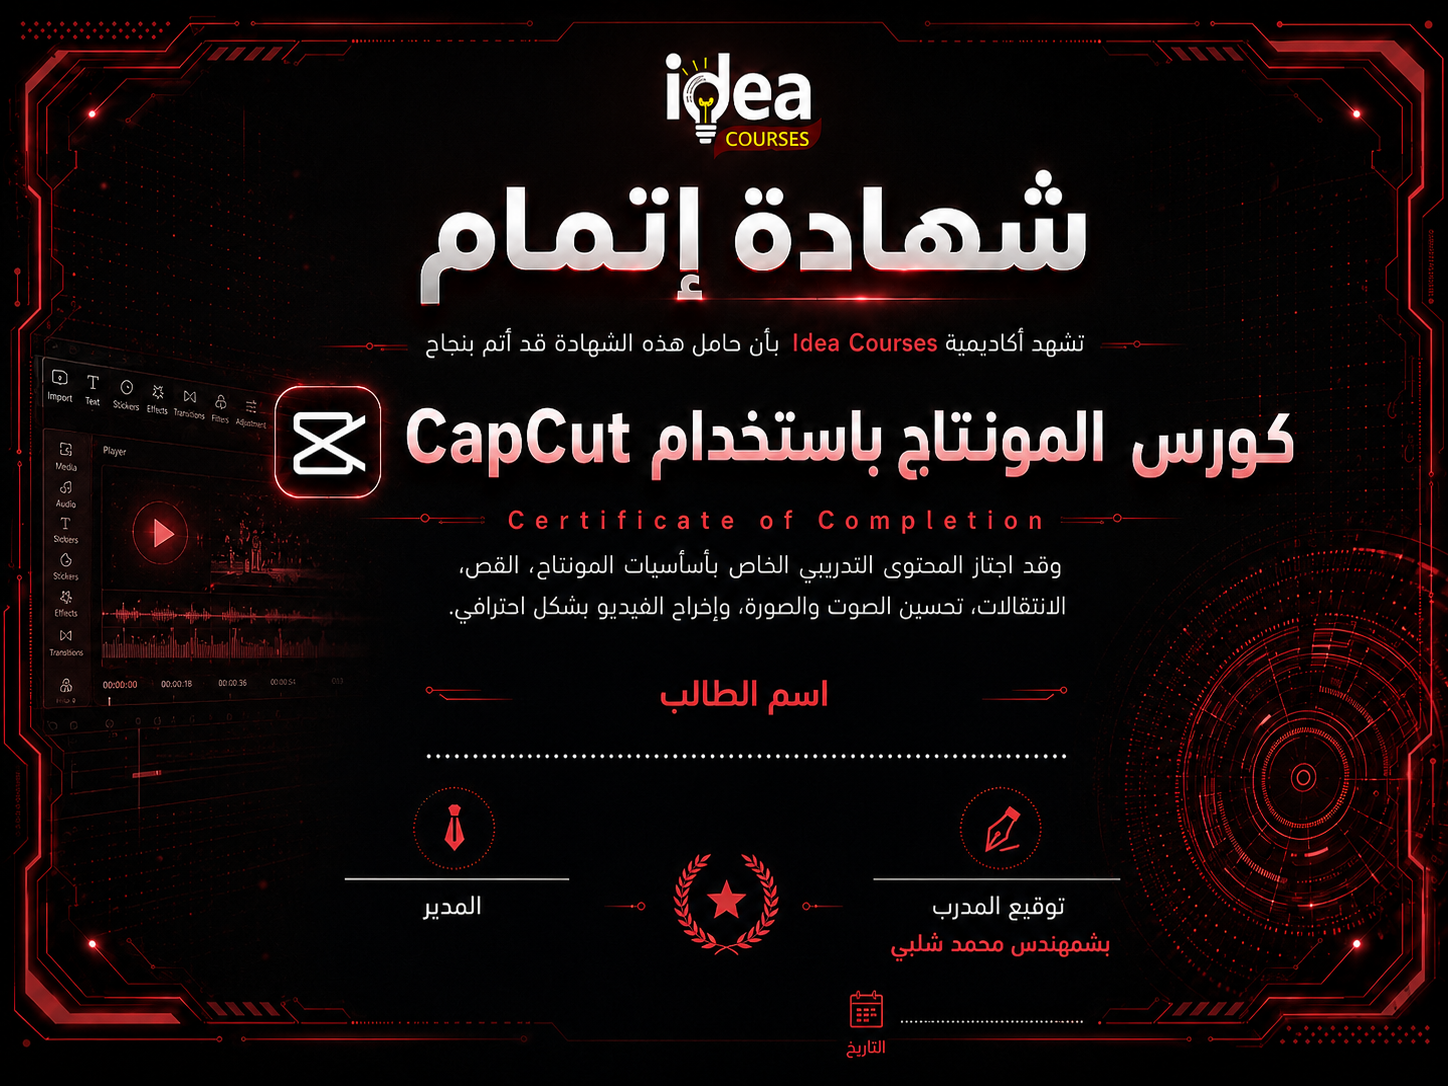 idea
COURSES
شهادة إتمام
تشهد أكاديمية Idea Courses بأن حامل هذه الشهادة قد أتم بنجاح
كورس المونتاج باستخدام CapCut
Certificate of Completion
وقد اجتاز المحتوى التدريبي الخاص بأسأسيات المونتاج، القص،
الانتقالات، تحسين الصوت والصورة، وإخراج الفيديو بشكل احترافي.
اسم الطالب
توقيع المدرب
بشمهندس محمد شلبي
المدير
التاريخ
Import Text Stickers Effects Transitions Filters Adjustment
Player
Media
Audio
Stickers
Effects
Transitions
00:00:00 00:00:18 00:00:36 00:00:54